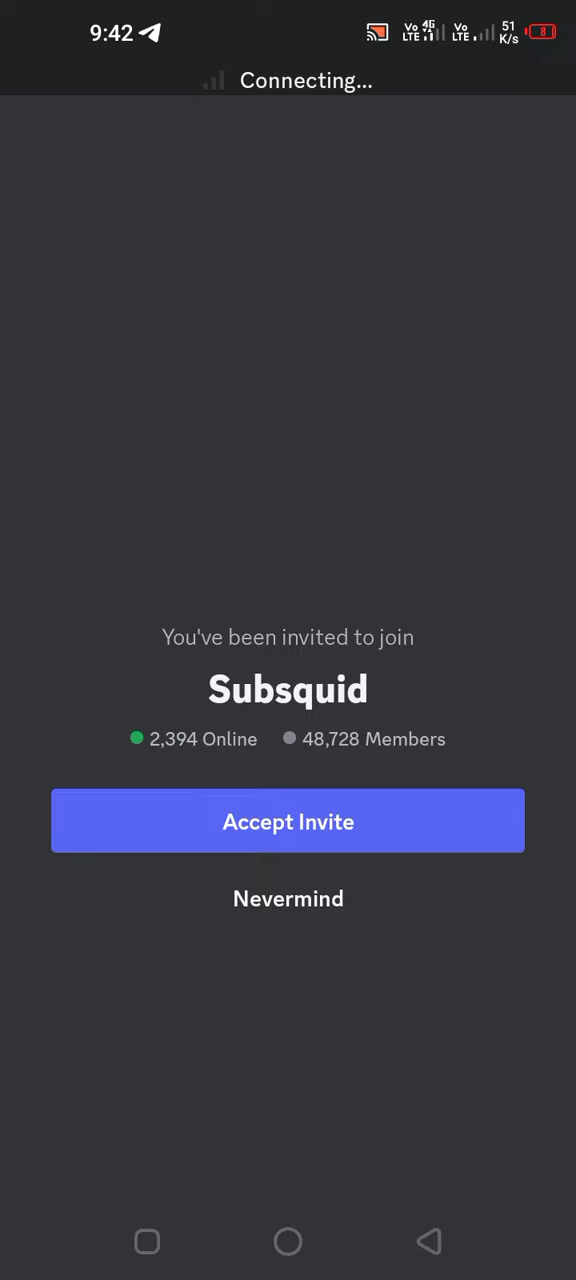 9:42
Vo LTE 4G Vo LTE 51 K/s 8
Connecting...
You've been invited to join
Subsquid
2,394 Online 48,728 Members
Accept Invite
Nevermind